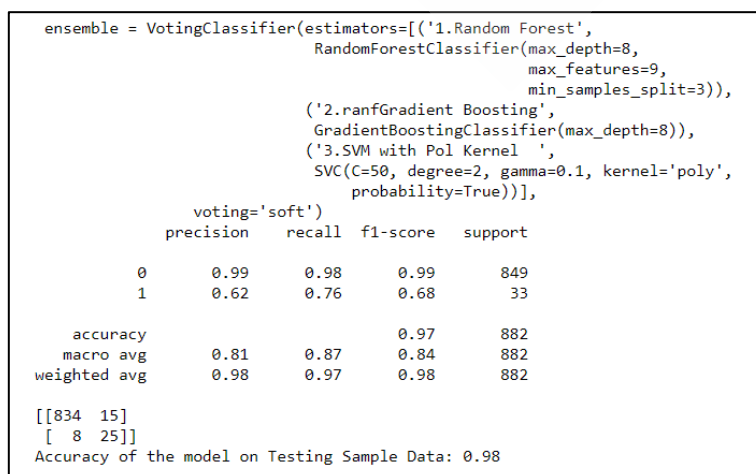 ensemble = VotingClassifier(estimators=[('1.Random Forest',
RandomForestClassifier(max_depth=8,
max_features=9,
min_samples_split=3)),
('2.ranfGradient Boosting',
GradientBoostingClassifier(max_depth=8)),
('3.SVM with Pol Kernel  ',
SVC(C=50, degree=2, gamma=0.1, kernel='poly',
probability=True))],
voting='soft')
precision recall f1-score support
0 0.99 0.98 0.99 849
1 0.62 0.76 0.68 33
accuracy 0.97 882
macro avg 0.81 0.87 0.84 882
weighted avg 0.98 0.97 0.98 882
[[834 15]
[ 8 25]]
Accuracy of the model on Testing Sample Data: 0.98